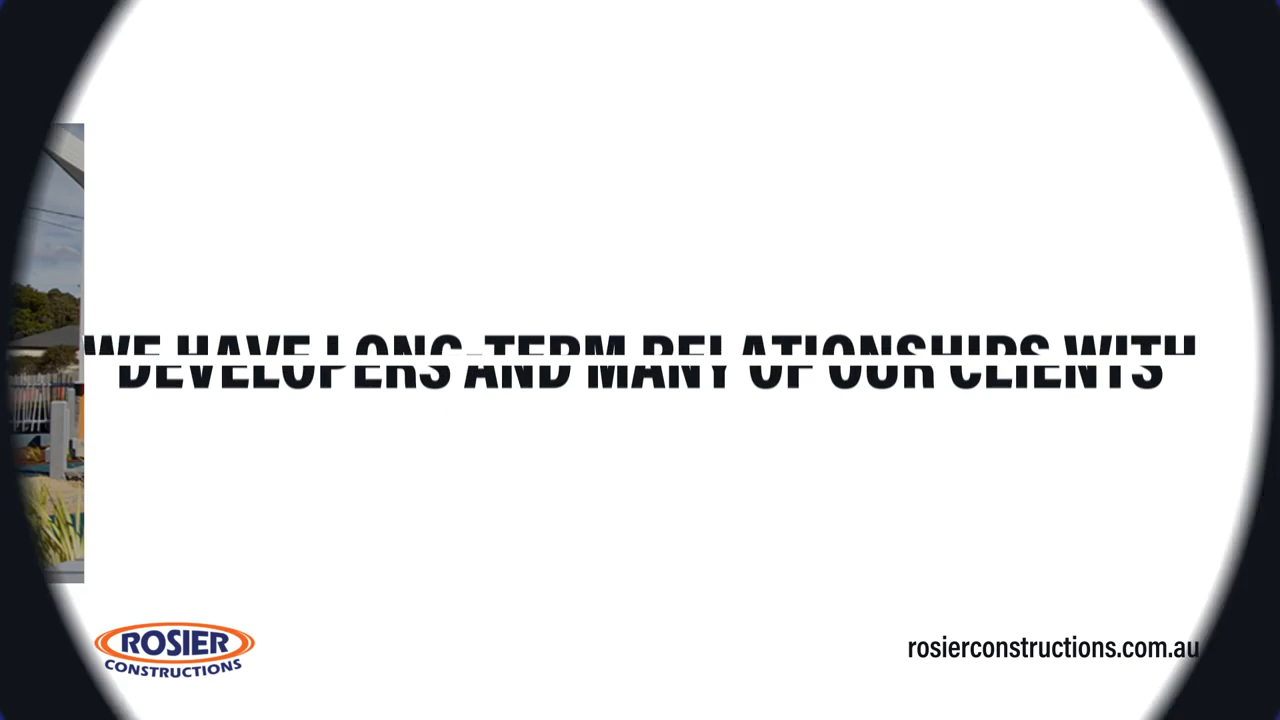 WE HAVE LONG-TERM RELATIONSHIPS WITH
DEVELOPERS AND MANY OF OUR CLIENTS
ROSIER
CONSTRUCTIONS
rosierconstructions.com.au